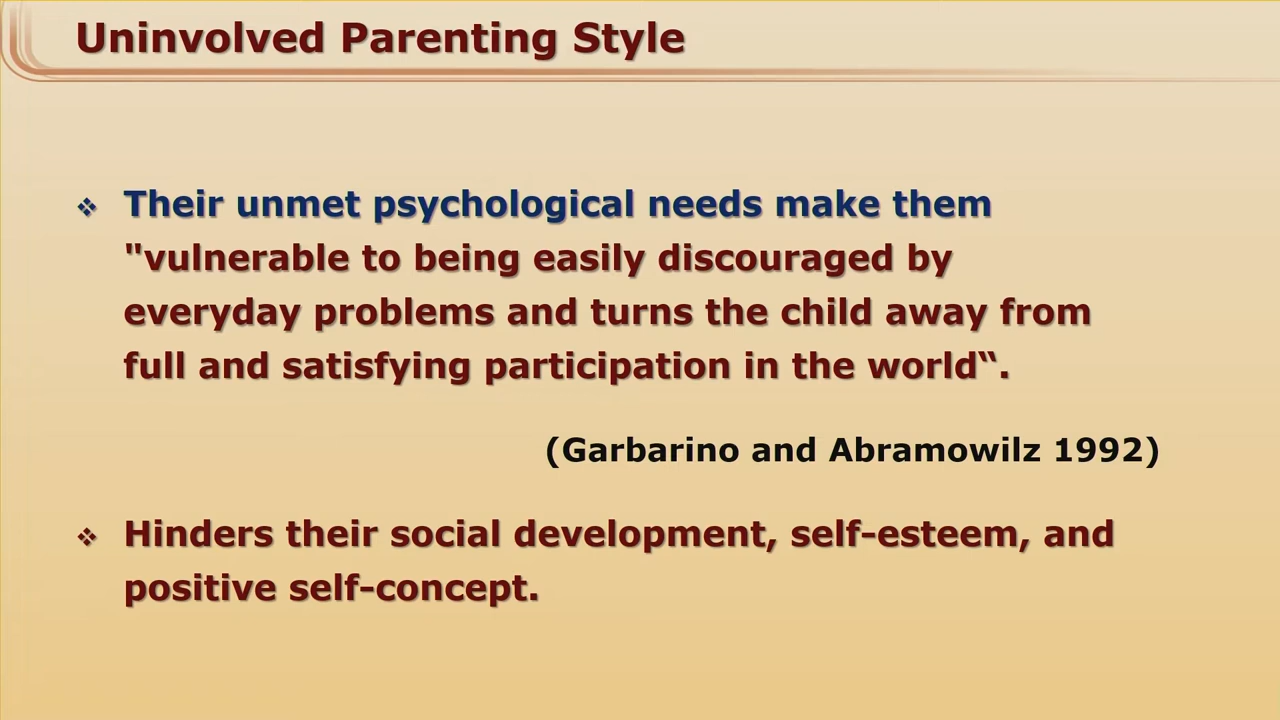 Uninvolved Parenting Style
❖ Their unmet psychological needs make them
"vulnerable to being easily discouraged by
everyday problems and turns the child away from
full and satisfying participation in the world“.
(Garbarino and Abramowilz 1992)
❖ Hinders their social development, self-esteem, and
positive self-concept.